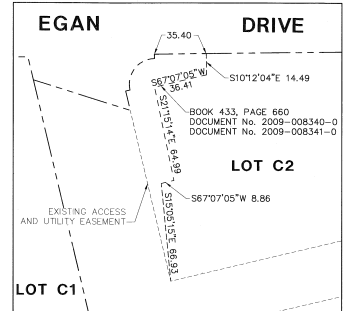 EGAN DRIVE
35.40
S67°07'05"W
36.41
S10°12'04"E 14.49
S21°15'14"E 64.99
BOOK 433, PAGE 660
DOCUMENT No. 2009-008340-0
DOCUMENT No. 2009-008341-0
LOT C2
S67°07'05"W 8.86
EXISTING ACCESS
AND UTILITY EASEMENT
S15°05'15"E 66.93
LOT C1